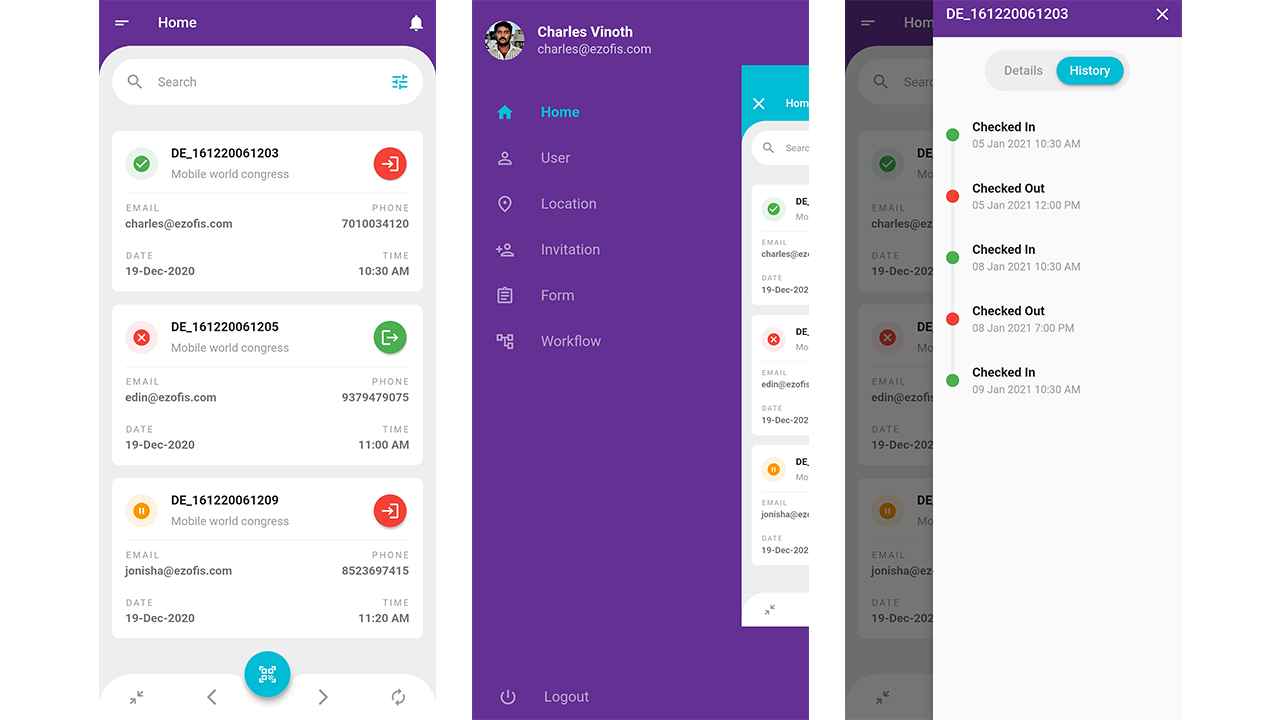 Home
Search
DE_161220061203
Mobile world congress
EMAIL PHONE
charles@ezofis.com 7010034120
DATE TIME
19-Dec-2020 10:30 AM
DE_161220061205
Mobile world congress
EMAIL PHONE
edin@ezofis.com 9379479075
DATE TIME
19-Dec-2020 11:00 AM
DE_161220061209
Mobile world congress
EMAIL PHONE
jonisha@ezofis.com 8523697415
DATE TIME
19-Dec-2020 11:20 AM
Charles Vinoth
charles@ezofis.com
Home
User
Location
Invitation
Form
Workflow
Logout
Hom
Searc
DE_
Mo
EMAIL
charles@ezo
DATE
19-Dec-202
DE_
Mo
EMAIL
edin@ezofis
DATE
19-Dec-202
DE_
Mo
EMAIL
jonisha@ezo
DATE
19-Dec-202
Hom
Searc
DE
Mo
EMAIL
charles@ez
DATE
19-Dec-202
DE
Mo
EMAIL
edin@ezofis
DATE
19-Dec-202
DE
Mo
EMAIL
jonisha@ez
DATE
19-Dec-202
DE_161220061203
Details History
Checked In
05 Jan 2021 10:30 AM
Checked Out
05 Jan 2021 12:00 PM
Checked In
08 Jan 2021 10:30 AM
Checked Out
08 Jan 2021 7:00 PM
Checked In
09 Jan 2021 10:30 AM